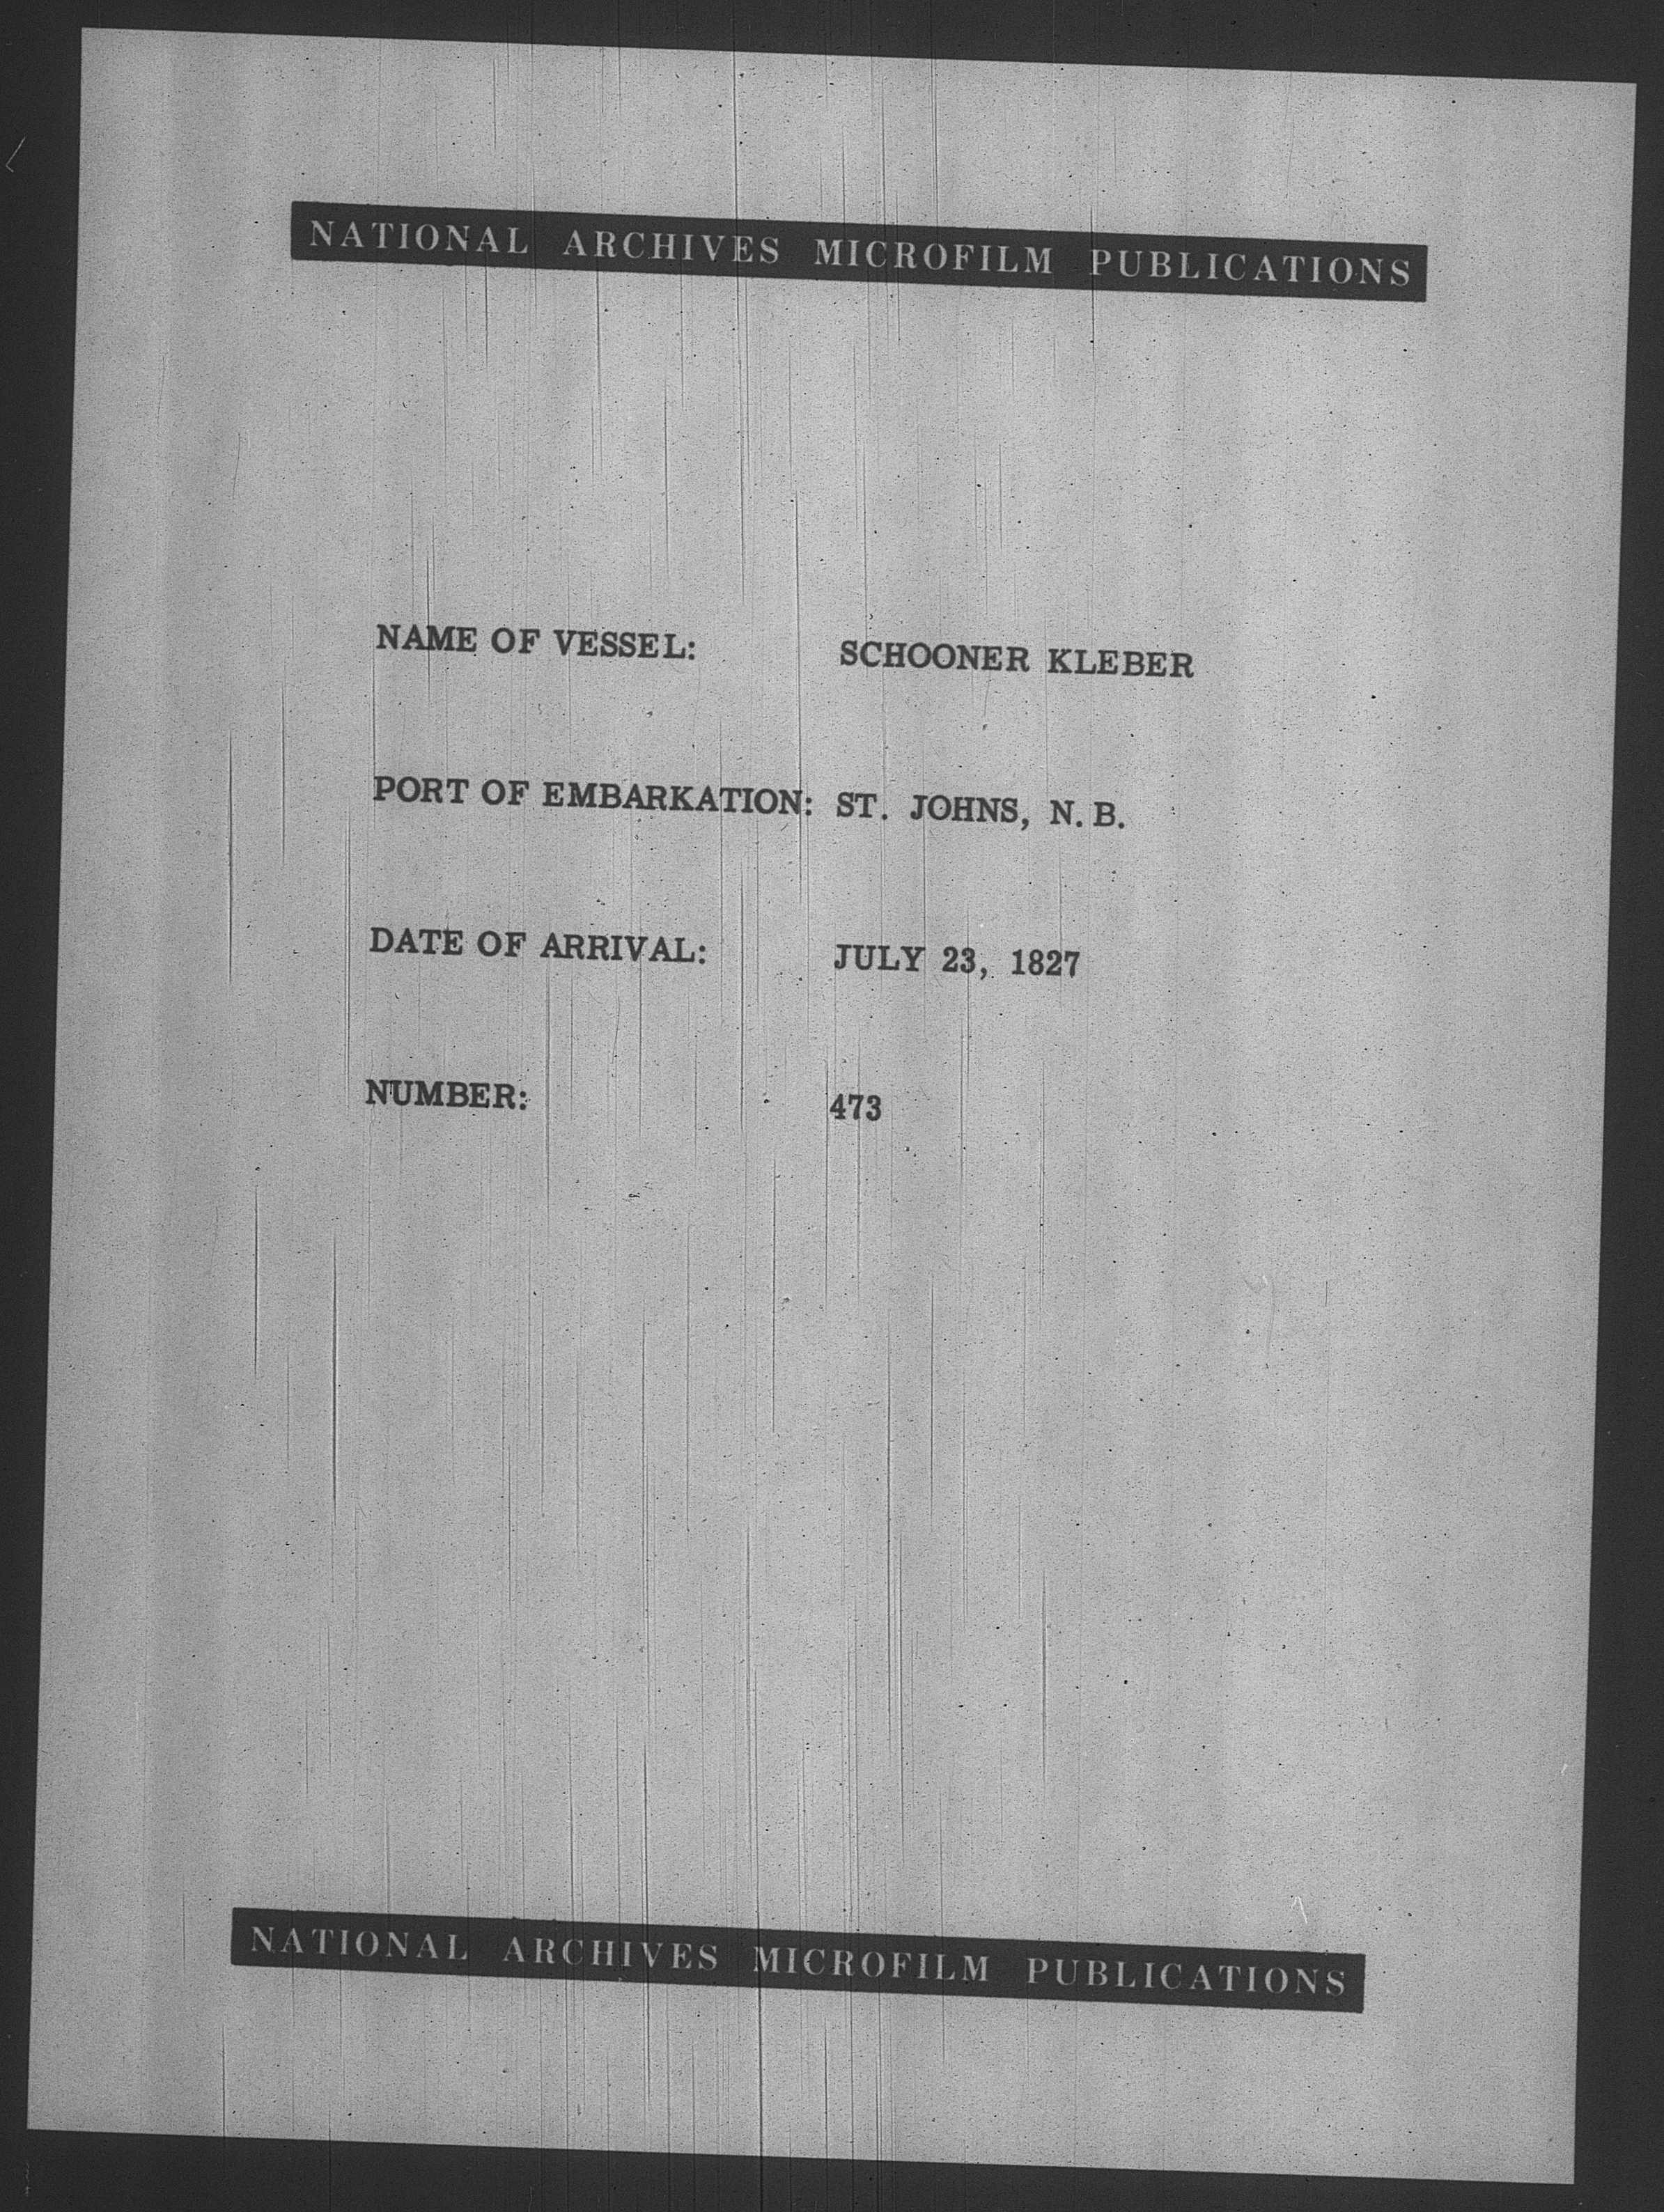 NATIONAL ARCHIVES MICROFILM PUBLICATIONS
NAME OF VESSEL: SCHOONER KLEBER
PORT OF EMBARKATION: ST. JOHNS, N. B.
DATE OF ARRIVAL: JULY 23, 1827
NUMBER: 473
NATIONAL ARCHIVES MICROFILM PUBLICATIONS